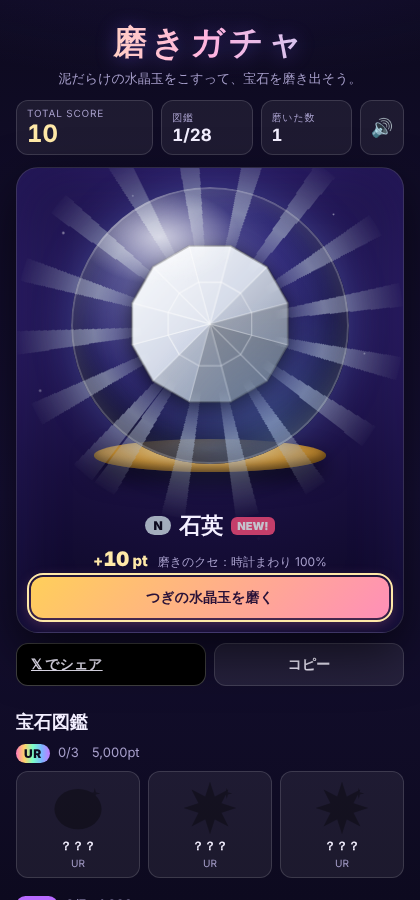 磨きガチャ
泥だらけの水晶玉をこすって、宝石を磨き出そう。
TOTAL SCORE
10
図鑑
1/28
磨いた数
1
N 石英 NEW!
+10 pt 磨きのクセ：時計まわり 100%
つぎの水晶玉を磨く
𝕏 でシェア
コピー
宝石図鑑
UR 0/3 5,000pt
？？？
UR
？？？
UR
？？？
UR